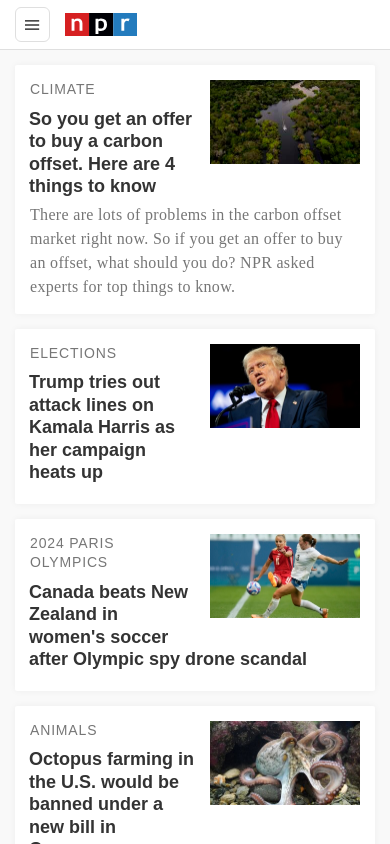 npr
CLIMATE
So you get an offer
to buy a carbon
offset. Here are 4
things to know
There are lots of problems in the carbon offset
market right now. So if you get an offer to buy
an offset, what should you do? NPR asked
experts for top things to know.
ELECTIONS
Trump tries out
attack lines on
Kamala Harris as
her campaign
heats up
2024 PARIS
OLYMPICS
Canada beats New
Zealand in
women's soccer
after Olympic spy drone scandal
ANIMALS
Octopus farming in
the U.S. would be
banned under a
new bill in